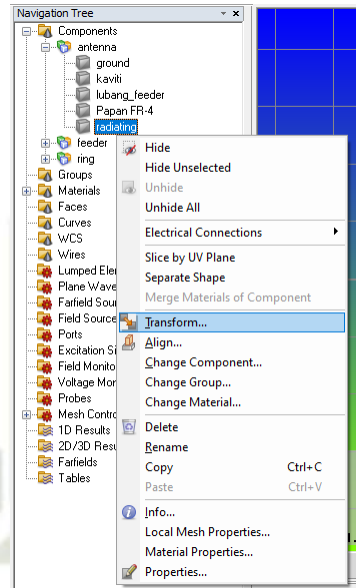 Navigation Tree
Components
antenna
ground
kaviti
lubang_feeder
Papan FR-4
radiating
feeder
ring
Groups
Materials
Faces
Curves
WCS
Wires
Lumped Ele
Plane Wave
Farfield Sour
Field Source
Ports
Excitation Si
Field Monito
Voltage Mor
Probes
Mesh Contro
1D Results
2D/3D Resu
Farfields
Tables
Hide
Hide Unselected
Unhide
Unhide All
Electrical Connections
Slice by UV Plane
Separate Shape
Merge Materials of Component
Transform...
Align...
Change Component...
Change Group...
Change Material...
Delete
Rename
Copy Ctrl+C
Paste Ctrl+V
Info...
Local Mesh Properties...
Material Properties...
Properties...